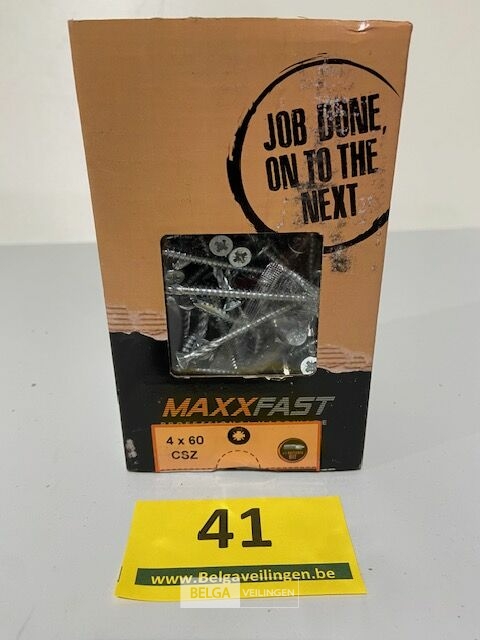 JOB DONE,
ON TO THE
NEXT
MAXXFAST
4 x 60
CSZ
41
www.Belgaveilingen.be
BELGA VEILINGEN